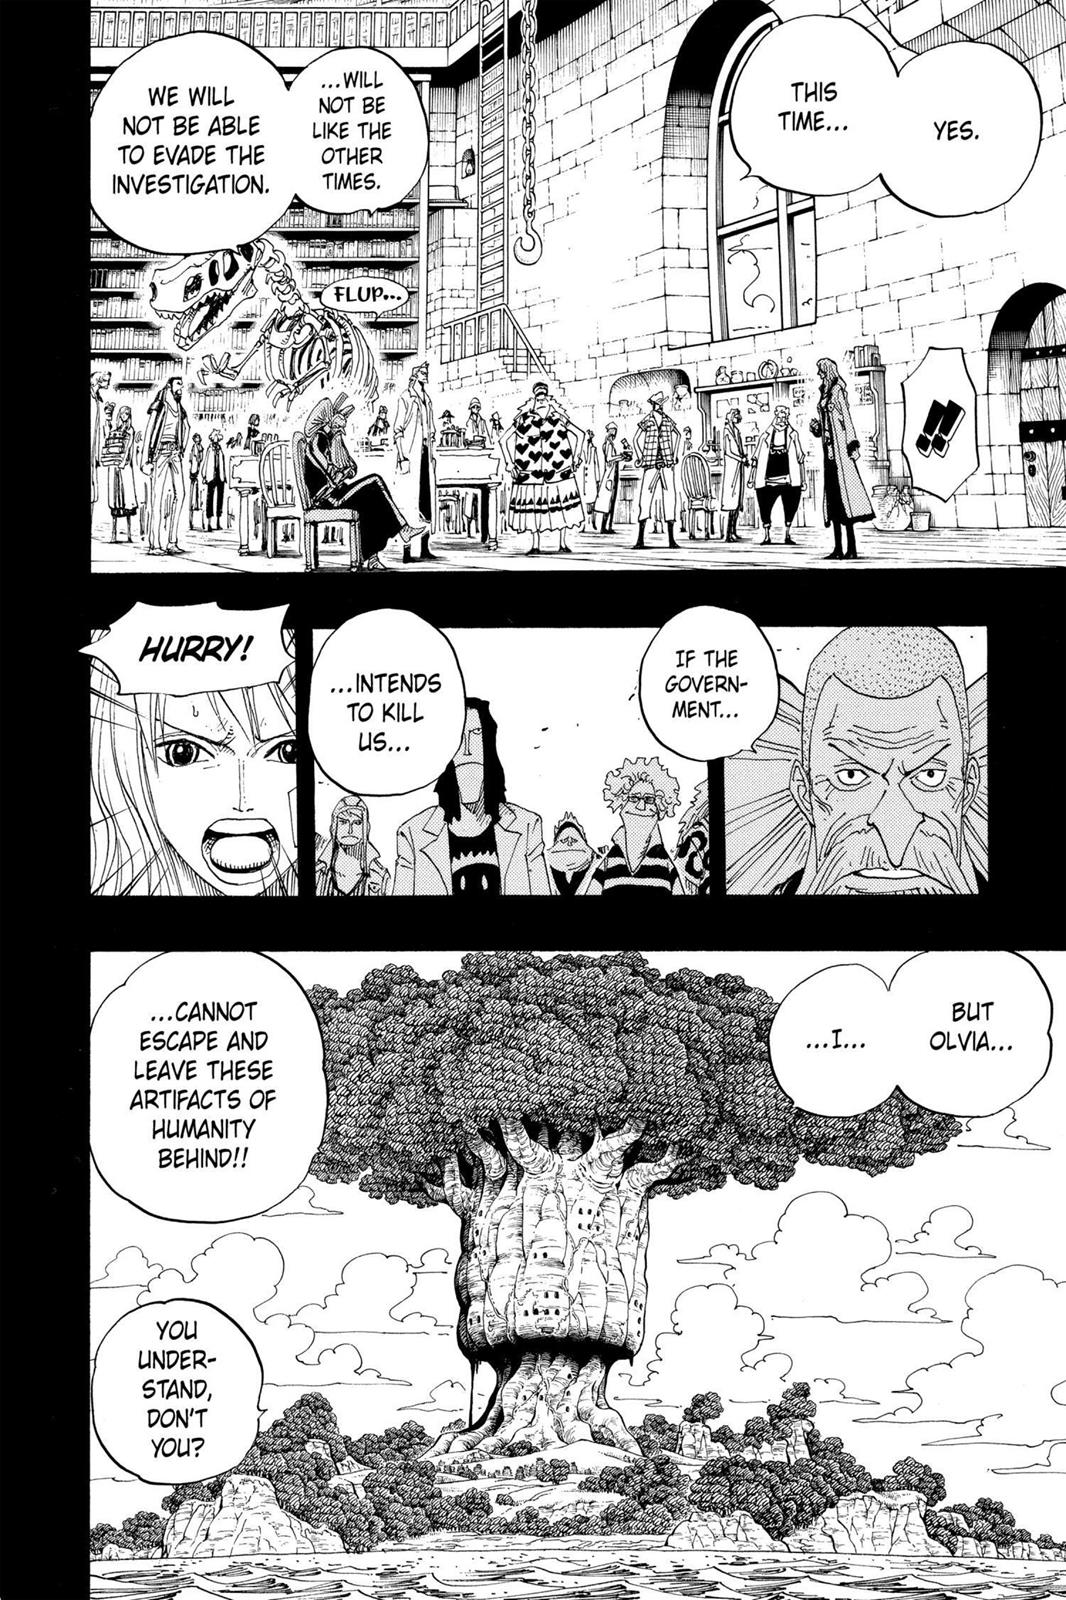 YES.
THIS
TIME...
...WILL
NOT BE
LIKE THE
OTHER
TIMES.
WE WILL
NOT BE ABLE
TO EVADE THE
INVESTIGATION.
FLUP...
!!!
IF THE
GOVERN-
MENT...
...INTENDS
TO KILL
US...
HURRY!
BUT
OLVIA...
...I...
...CANNOT
ESCAPE AND
LEAVE THESE
ARTIFACTS OF
HUMANITY
BEHIND!!
YOU
UNDER-
STAND,
DON'T
YOU?